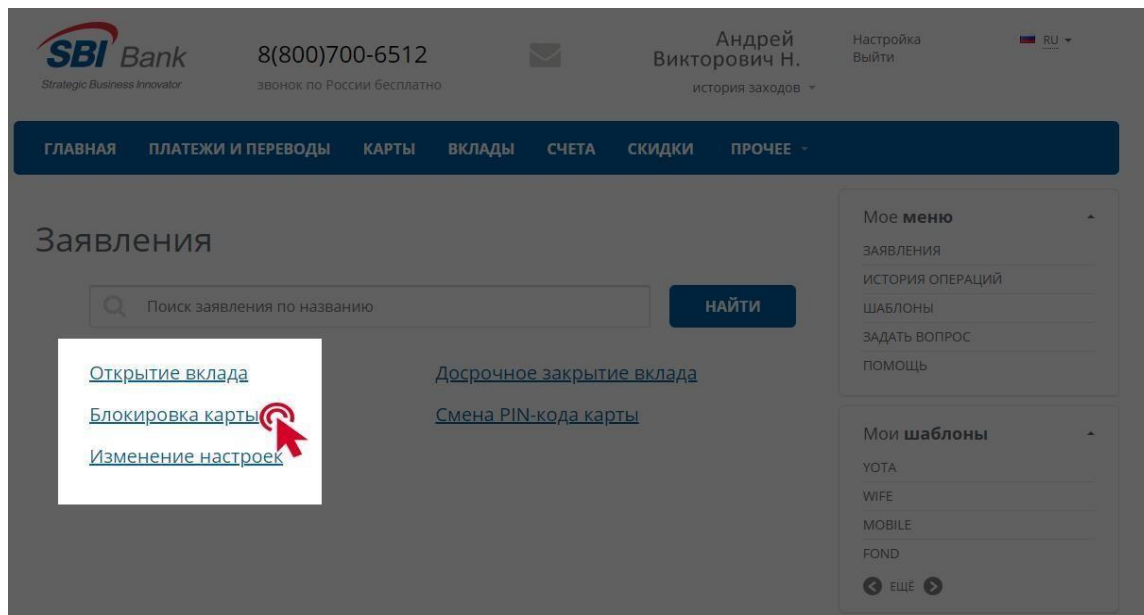 SBI Bank
Strategic Business Innovator
8(800)700-6512
звонок по России бесплатно
Андрей
Викторович Н.
история заходов
Настройка
Выйти
RU
ГЛАВНАЯ ПЛАТЕЖИ И ПЕРЕВОДЫ КАРТЫ ВКЛАДЫ СЧЕТА СКИДКИ ПРОЧЕЕ
Заявления
Поиск заявления по названию
НАЙТИ
Открытие вклада
Досрочное закрытие вклада
Блокировка карты
Смена PIN-кода карты
Изменение настроек
Мое меню
ЗАЯВЛЕНИЯ
ИСТОРИЯ ОПЕРАЦИЙ
ШАБЛОНЫ
ЗАДАТЬ ВОПРОС
ПОМОЩЬ
Мои шаблоны
YOTA
WIFE
MOBILE
FOND
ЕЩЁ